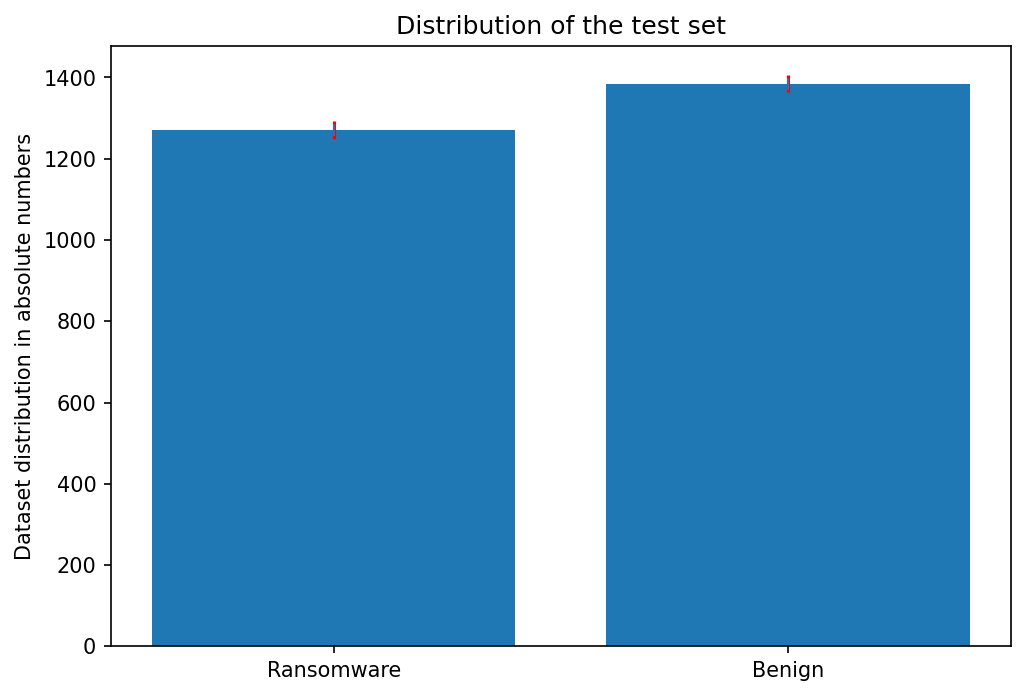 Distribution of the test set
Dataset distribution in absolute numbers
1400
1200
1000
800
600
400
200
0
Ransomware
Benign